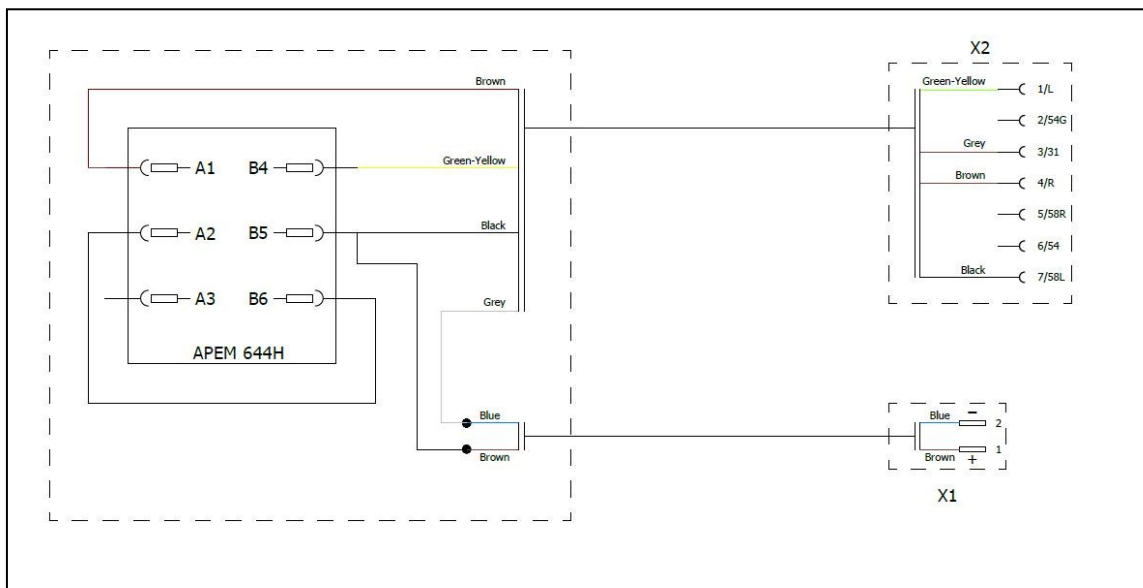 X2
Brown
Green-Yellow
1/L
2/54G
Grey
3/31
Brown
4/R
5/58R
6/54
Black
7/58L
A1
B4
Green-Yellow
A2
B5
Black
A3
B6
Grey
APEM 644H
Blue
Brown
Blue
−
2
Brown
+
1
X1